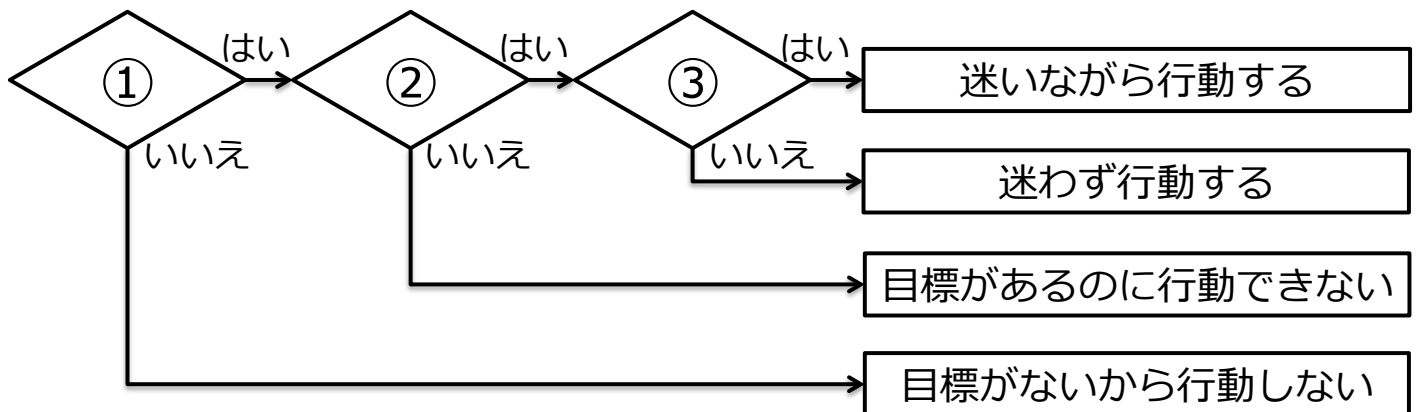 はい
はい
はい
①
②
③
迷いながら行動する
いいえ
いいえ
いいえ
迷わず行動する
目標があるのに行動できない
目標がないから行動しない